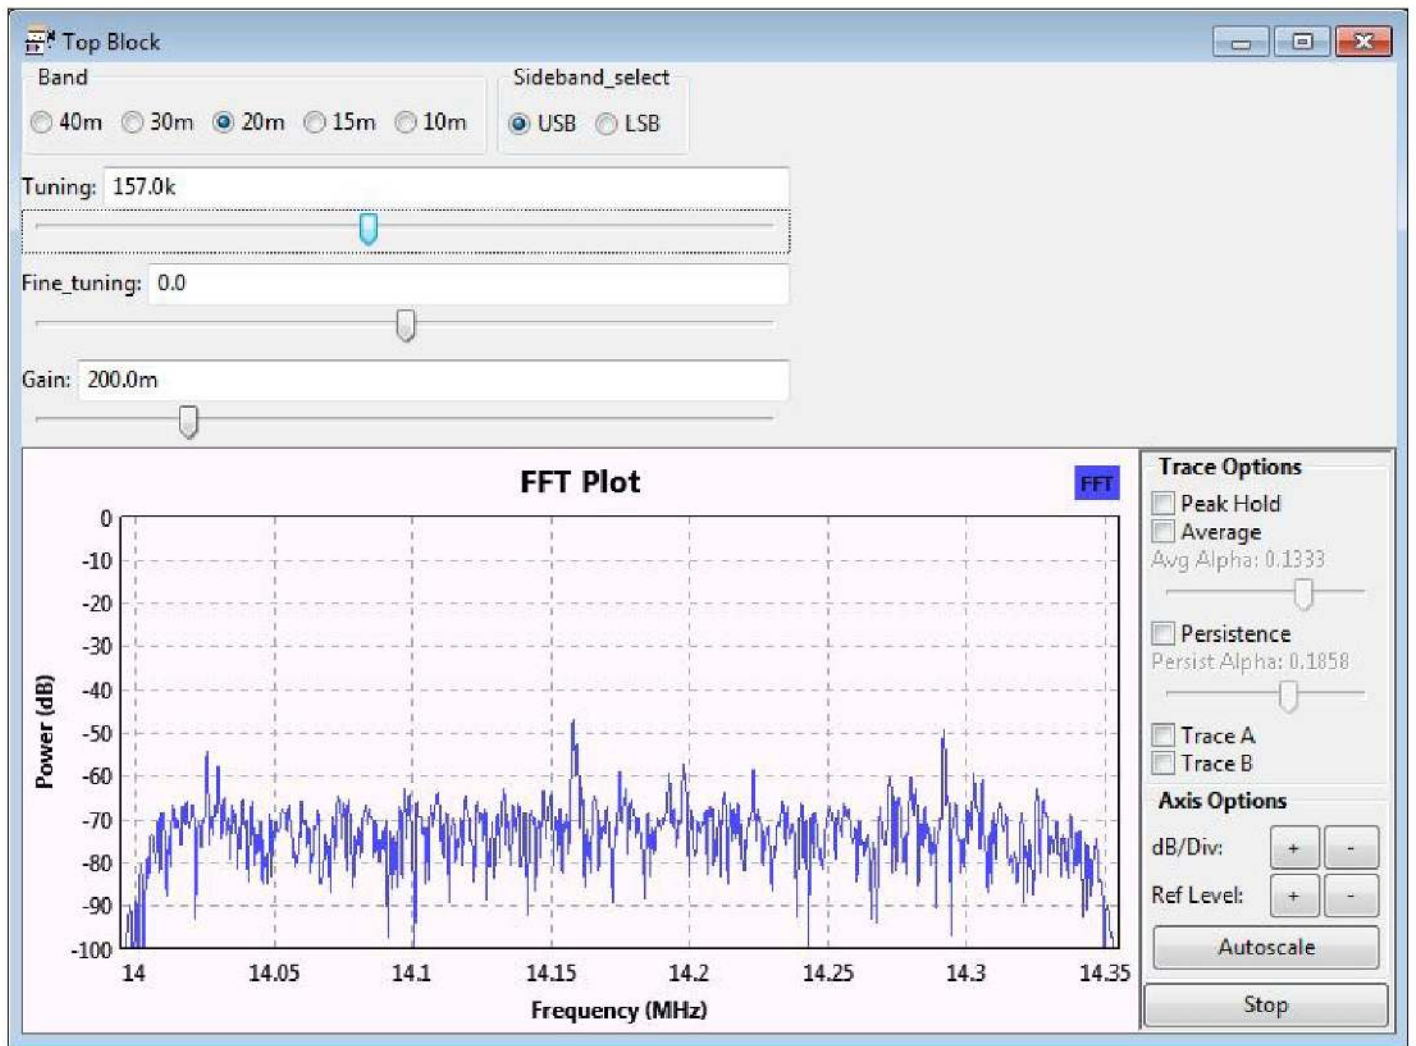 Top Block
Band
Sideband_select
40m 30m 20m 15m 10m
USB LSB
Tuning: 157.0k
Fine_tuning: 0.0
Gain: 200.0m
FFT Plot
FFT
0
-10
-20
-30
-40
-50
-60
-70
-80
-90
-100
Power (dB)
14 14.05 14.1 14.15 14.2 14.25 14.3 14.35
Frequency (MHz)
Trace Options
Peak Hold
Average
Avg Alpha: 0.1333
Persistence
Persist Alpha: 0.1858
Trace A
Trace B
Axis Options
dB/Div: + -
Ref Level: + -
Autoscale
Stop